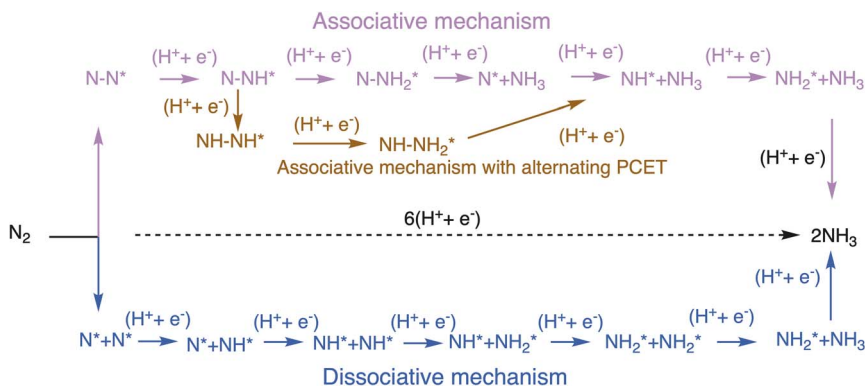 Associative mechanism
(H⁺+ e⁻) (H⁺+ e⁻) (H⁺+ e⁻) (H⁺+ e⁻) (H⁺+ e⁻)
N-N* N-NH* N-NH₂* N*+NH₃ NH*+NH₃ NH₂*+NH₃
(H⁺+ e⁻) (H⁺+ e⁻) (H⁺+ e⁻)
NH-NH* NH-NH₂*
Associative mechanism with alternating PCET
(H⁺+ e⁻)
6(H⁺+ e⁻)
N₂ 2NH₃
(H⁺+ e⁻)
(H⁺+ e⁻) (H⁺+ e⁻) (H⁺+ e⁻) (H⁺+ e⁻) (H⁺+ e⁻)
N*+N* N*+NH* NH*+NH* NH*+NH₂* NH₂*+NH₂* NH₂*+NH₃
Dissociative mechanism